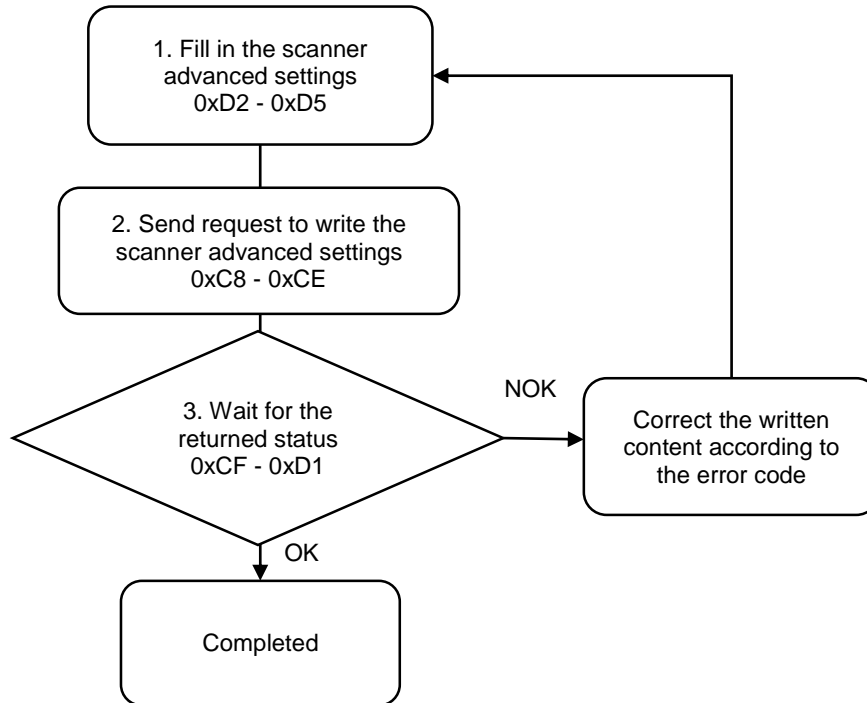 1. Fill in the scanner
advanced settings
0xD2 - 0xD5
2. Send request to write the
scanner advanced settings
0xC8 - 0xCE
3. Wait for the
returned status
0xCF - 0xD1
NOK
Correct the written
content according to
the error code
OK
Completed